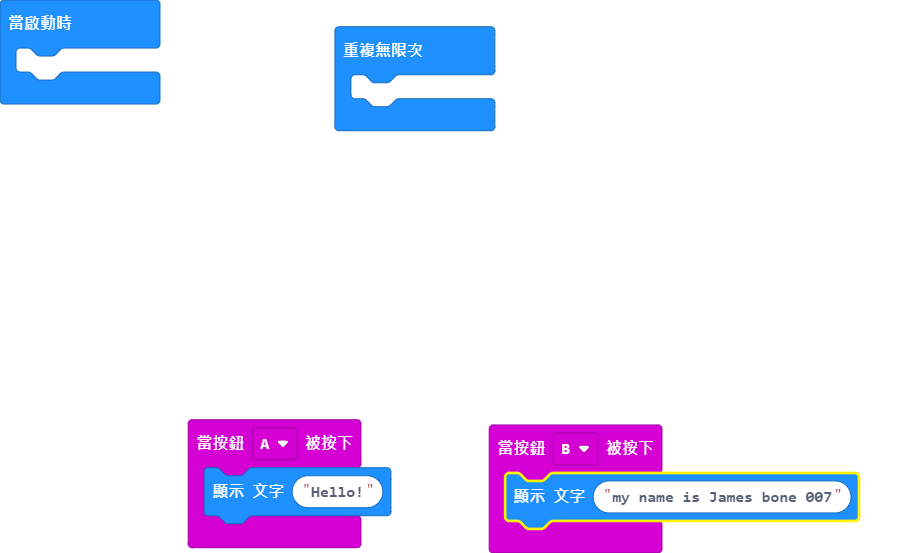 當啟動時
重複無限次
當按鈕 A 被按下
顯示 文字 "Hello!"
當按鈕 B 被按下
顯示 文字 "my name is James bone 007"